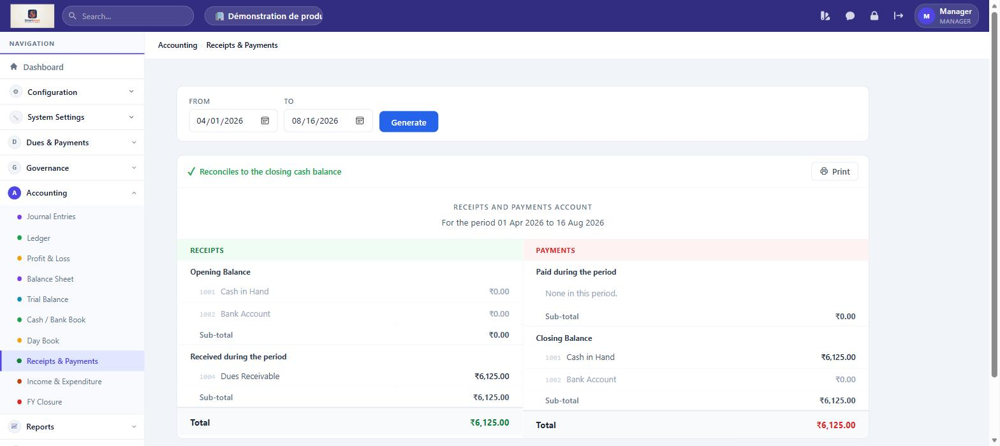 Search...
Démonstration de produ
Manager
M
MANAGER
NAVIGATION
Accounting
Receipts & Payments
Dashboard
Configuration
System Settings
D
Dues & Payments
G
Governance
A
Accounting
Journal Entries
Ledger
Profit & Loss
Balance Sheet
Trial Balance
Cash / Bank Book
Day Book
Receipts & Payments
Income & Expenditure
FY Closure
Reports
FROM
TO
04/01/2026
08/16/2026
Generate
✓ Reconciles to the closing cash balance
Print
RECEIPTS AND PAYMENTS ACCOUNT
For the period 01 Apr 2026 to 16 Aug 2026
RECEIPTS
Opening Balance
1001 Cash in Hand ₹0.00
1002 Bank Account ₹0.00
Sub-total ₹0.00
Received during the period
1004 Dues Receivable ₹6,125.00
Sub-total ₹6,125.00
Total ₹6,125.00
PAYMENTS
Paid during the period
None in this period.
Sub-total ₹0.00
Closing Balance
1001 Cash in Hand ₹6,125.00
1002 Bank Account ₹0.00
Sub-total ₹6,125.00
Total ₹6,125.00